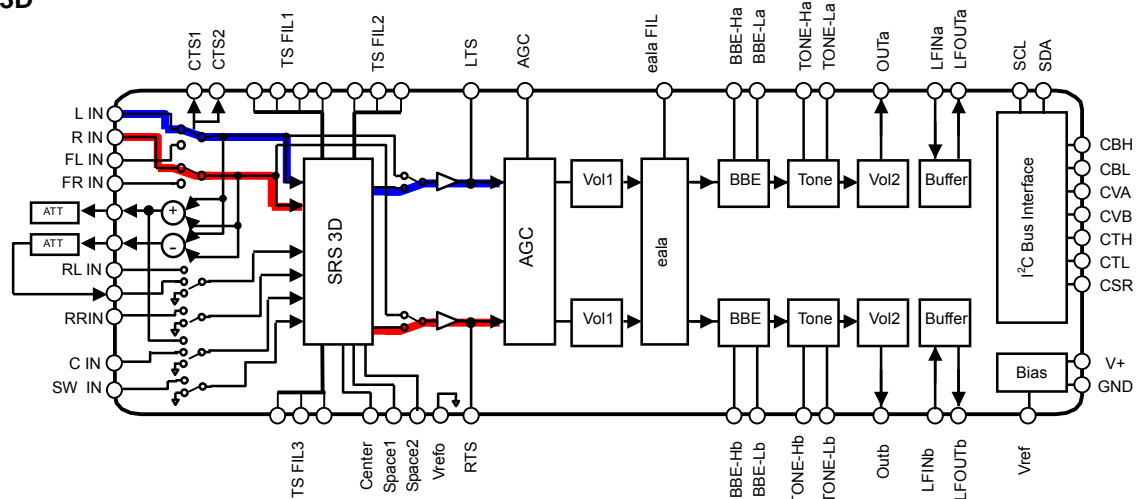 3D
CTS1
CTS2
TS FIL1
TS FIL2
LTS
AGC
eala FIL
BBE-Ha
BBE-La
TONE-Ha
TONE-La
OUTa
LFINa
LFOUTa
SCL
SDA
L IN
R IN
FL IN
FR IN
ATT
ATT
RL IN
RRIN
C IN
SW IN
+
-
SRS 3D
AGC
Vol1
eala
BBE
Tone
Vol2
Buffer
Vol1
BBE
Tone
Vol2
Buffer
I²C Bus Interface
Bias
CBH
CBL
CVA
CVB
CTH
CTL
CSR
V+
GND
TS FIL3
Center
Space1
Space2
Vrefo
RTS
BBE-Hb
BBE-Lb
TONE-Hb
TONE-Lb
Outb
LFINb
LFOUTb
Vref